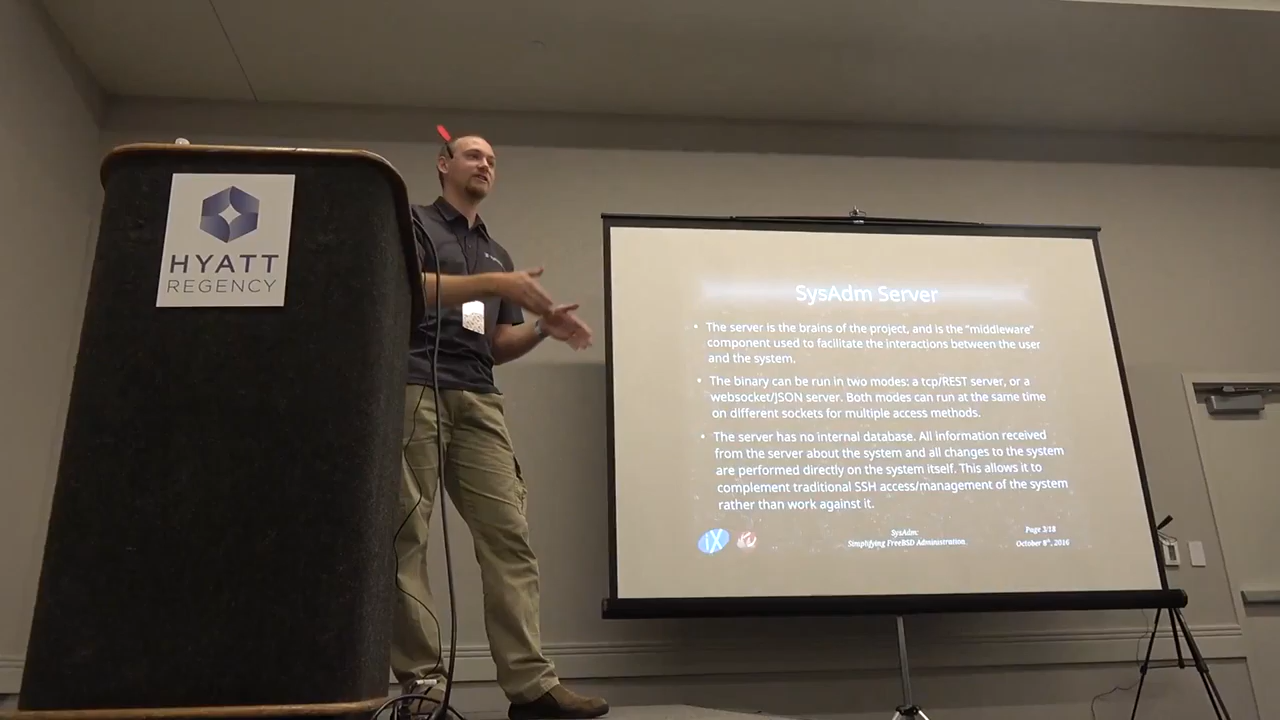 HYATT
REGENCY
SysAdm Server
• The server is the brains of the project, and is the "middleware"
component used to facilitate the interactions between the user
and the system.
• The binary can be run in two modes: a tcp/REST server, or a
websocket/JSON server. Both modes can run at the same time
on different sockets for multiple access methods.
• The server has no internal database. All information received
from the server about the system and all changes to the system
are performed directly on the system itself. This allows it to
complement traditional SSH access/management of the system
rather than work against it.
iX
SysAdm:
Simplifying FreeBSD Administration
Page 3/18
October 8th, 2016